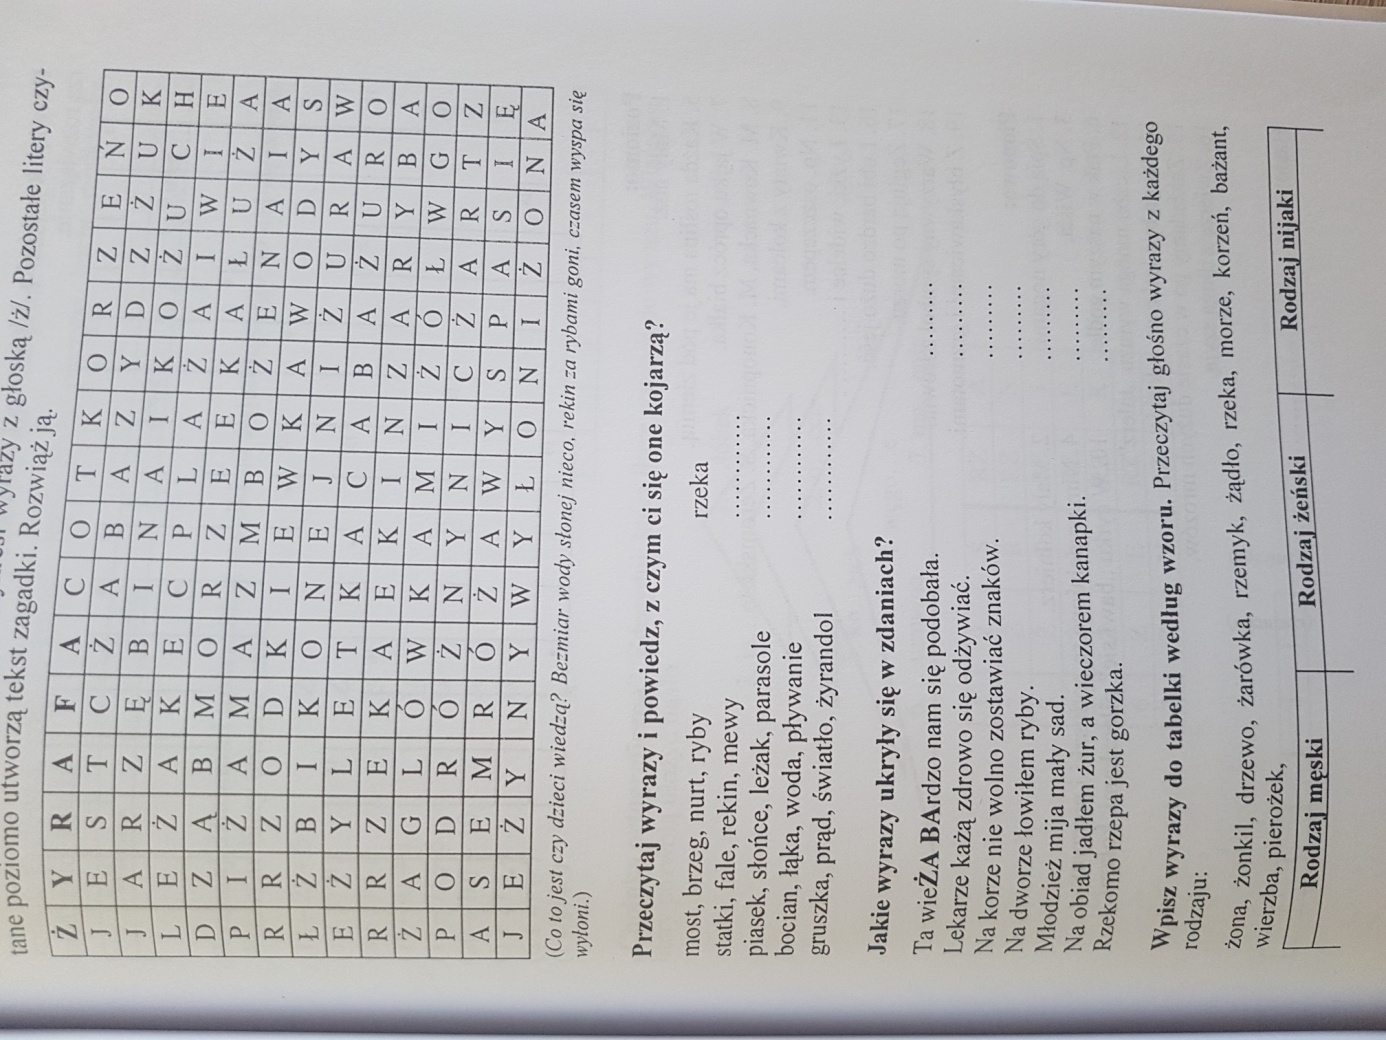 wyrazy z głoską /ż/. Pozostałe litery czy-
tane poziomo utworzą tekst zagadki. Rozwiąż ją.
Ż Y R A F A C O T K O R Z E Ń O
J E S T C Ż A B A Z Y D Z Ż U K
J A R Z Ę B I N A I K O Ż U C H
L E Ż A K E C P L A Ż A I W I E
D Z Ą B M O R Z E E K A Ł U Ż A
P I Ż A M A Z M B O Ż E N A I A
R R Z O D K I E W K A W O D Y S
Ł Ż B I K O N E J N I Ż U R A W
E Ż Y L E T K A C A B A Ż U R O
R R Z E K A E K I N Z A R Y B A
Ż A G L Ó W K A M I Ż Ó Ł W G O
P O D R Ó Ż N Y N I C Ż A R T Z
A S E M R Ó Ż A W Y S P A S I Ę
J E Ż Y N Y W Y Ł O N I Ż O N A
(Co to jest czy dzieci wiedzą? Bezmiar wody słonej nieco, rekin za rybami goni, czasem wyspa się
wyłoni.)
Przeczytaj wyrazy i powiedz, z czym ci się one kojarzą?
most, brzeg, nurt, ryby rzeka
statki, fale, rekin, mewy ............
piasek, słońce, leżak, parasole ............
bocian, łąka, woda, pływanie ............
gruszka, prąd, światło, żyrandol ............
Jakie wyrazy ukryły się w zdaniach?
Ta wieŻA BArdzo nam się podobała. .........
Lekarze każą zdrowo się odżywiać. .........
Na korze nie wolno zostawiać znaków. .........
Na dworze łowiłem ryby. .........
Młodzież mija mały sad. .........
Na obiad jadłem żur, a wieczorem kanapki. .........
Rzekomo rzepa jest gorzka. .........
Wpisz wyrazy do tabelki według wzoru. Przeczytaj głośno wyrazy z każdego
rodzaju:
żona, żonkil, drzewo, żarówka, rzemyk, żądło, rzeka, morze, korzeń, bażant,
wierzba, pierożek,
Rodzaj męski Rodzaj żeński Rodzaj nijaki